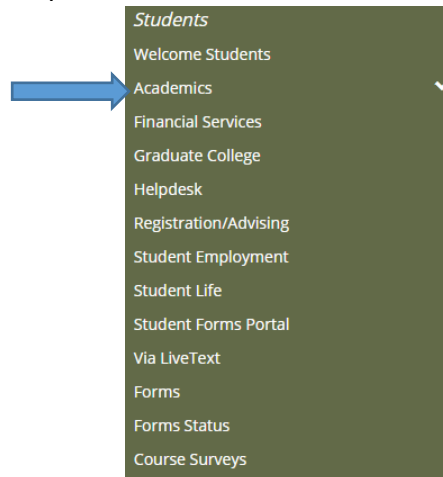 Students
Welcome Students
Academics
Financial Services
Graduate College
Helpdesk
Registration/Advising
Student Employment
Student Life
Student Forms Portal
Via LiveText
Forms
Forms Status
Course Surveys